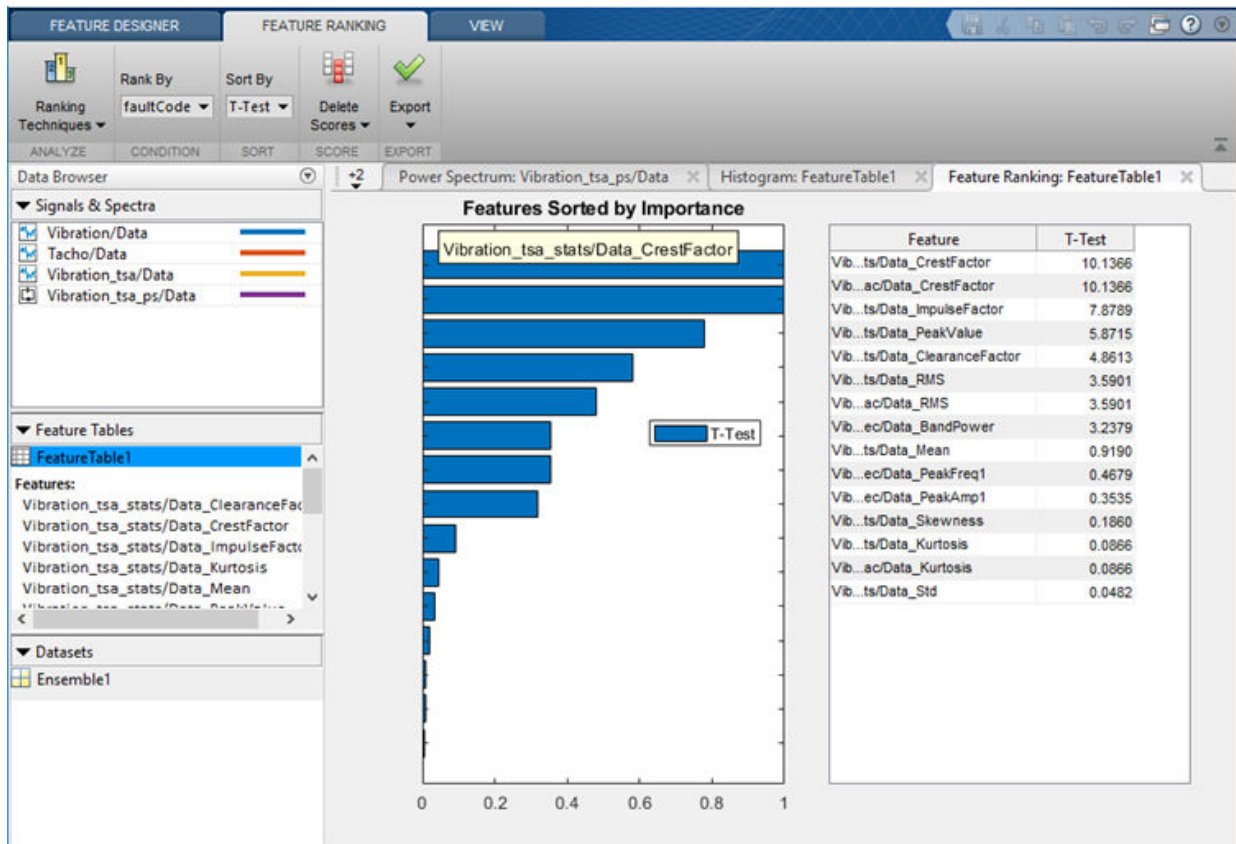 FEATURE DESIGNER
FEATURE RANKING
VIEW
Ranking Techniques
Rank By
faultCode
Sort By
T-Test
Delete Scores
Export
ANALYZE
CONDITION
SORT
SCORE
EXPORT
Data Browser
Signals & Spectra
Vibration/Data
Tacho/Data
Vibration_tsa/Data
Vibration_tsa_ps/Data
Feature Tables
FeatureTable1
Features:
Vibration_tsa_stats/Data_ClearanceFac
Vibration_tsa_stats/Data_CrestFactor
Vibration_tsa_stats/Data_ImpulseFacto
Vibration_tsa_stats/Data_Kurtosis
Vibration_tsa_stats/Data_Mean
Datasets
Ensemble1
+2
Power Spectrum: Vibration_tsa_ps/Data
Histogram: FeatureTable1
Feature Ranking: FeatureTable1
Features Sorted by Importance
Vibration_tsa_stats/Data_CrestFactor
T-Test
0 0.2 0.4 0.6 0.8 1
Feature T-Test
Vib...ts/Data_CrestFactor 10.1366
Vib...ac/Data_CrestFactor 10.1366
Vib...ts/Data_ImpulseFactor 7.8789
Vib...ts/Data_PeakValue 5.8715
Vib...ts/Data_ClearanceFactor 4.8613
Vib...ts/Data_RMS 3.5901
Vib...ac/Data_RMS 3.5901
Vib...ec/Data_BandPower 3.2379
Vib...ts/Data_Mean 0.9190
Vib...ec/Data_PeakFreq1 0.4679
Vib...ec/Data_PeakAmp1 0.3535
Vib...ts/Data_Skewness 0.1860
Vib...ts/Data_Kurtosis 0.0866
Vib...ac/Data_Kurtosis 0.0866
Vib...ts/Data_Std 0.0482